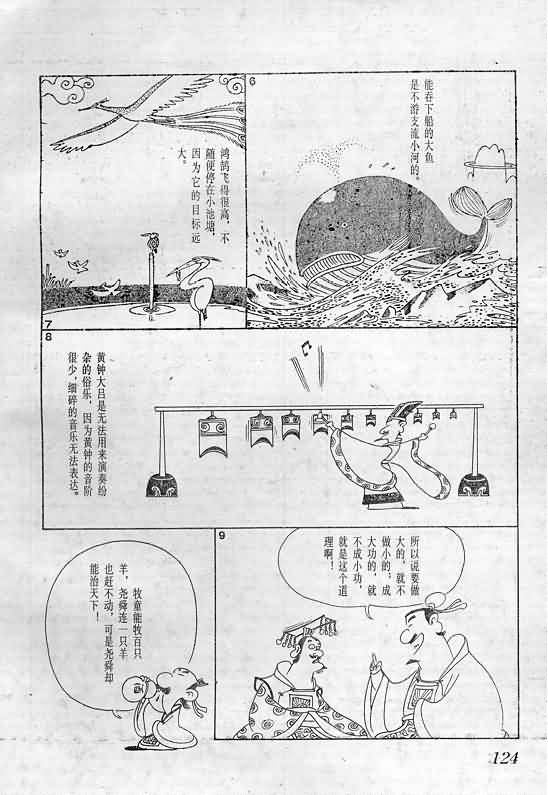 6
能吞下船的大鱼
是不游支流小河的。
7
鸿鹄飞得很高,不
随便停在小池塘,
因为它的目标远
大。
8
黄钟大吕是无法用来演奏纷
杂的俗乐,因为黄钟的音阶
很少,细碎的音乐无法表达。
9
所以说要做
大的,就不
做小的;成
大功的,就
不成小功,
就是这个道
理啊!
牧童能牧百只
羊,尧舜连一只羊
也赶不动,可是尧舜却
能治天下!
124